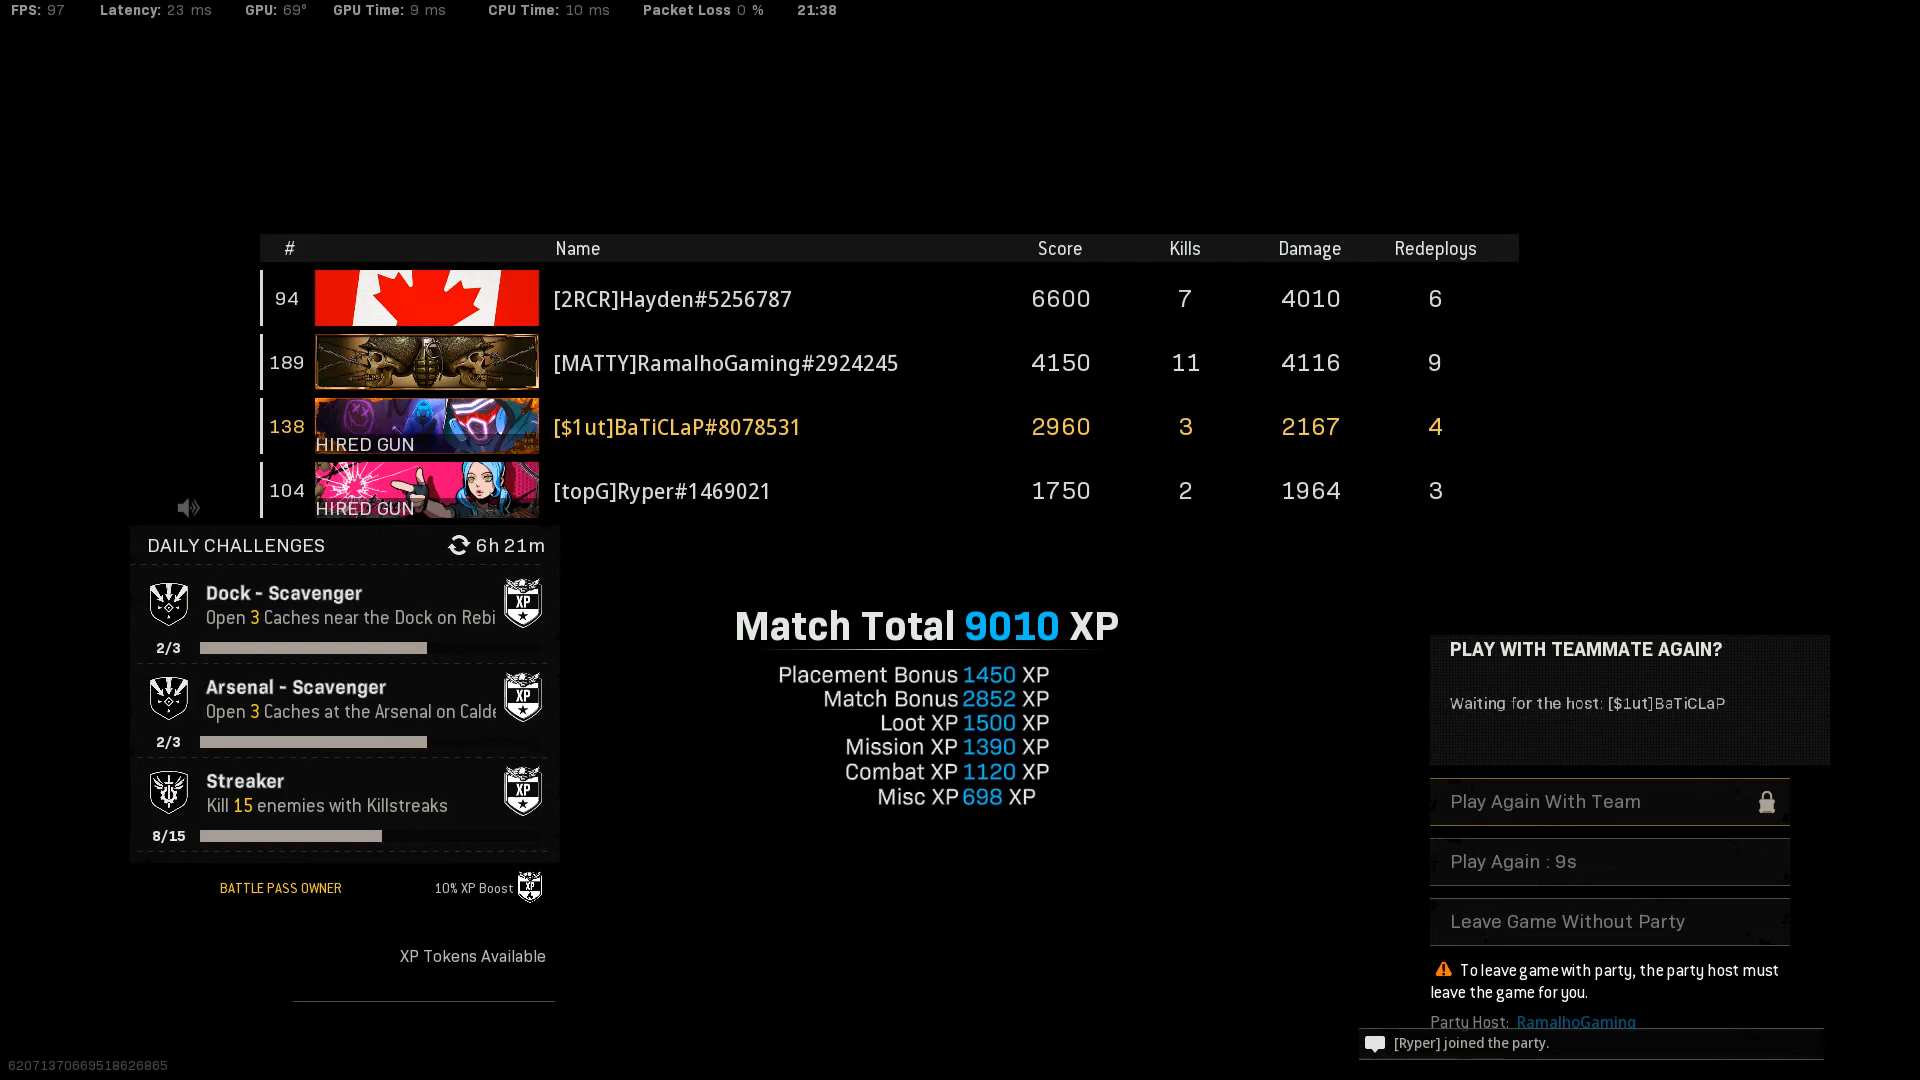 FPS: 97 Latency: 23 ms GPU: 69° GPU Time: 9 ms CPU Time: 10 ms Packet Loss 0 % 21:38
# Name Score Kills Damage Redeploys
94 [2RCR]Hayden#5256787 6600 7 4010 6
189 [MATTY]RamalhoGaming#2924245 4150 11 4116 9
138 HIRED GUN [$1ut]BaTiCLaP#8078531 2960 3 2167 4
104 HIRED GUN [topG]Ryper#1469021 1750 2 1964 3
DAILY CHALLENGES 6h 21m
Dock - Scavenger
Open 3 Caches near the Dock on Rebi
XP
2/3
Arsenal - Scavenger
Open 3 Caches at the Arsenal on Calde
XP
2/3
Streaker
Kill 15 enemies with Killstreaks
XP
8/15
BATTLE PASS OWNER 10% XP Boost XP
XP Tokens Available
Match Total 9010 XP
Placement Bonus 1450 XP
Match Bonus 2852 XP
Loot XP 1500 XP
Mission XP 1390 XP
Combat XP 1120 XP
Misc XP 698 XP
PLAY WITH TEAMMATE AGAIN?
Waiting for the host: [$1ut]BaTiCLaP
Play Again With Team
Play Again : 9s
Leave Game Without Party
To leave game with party, the party host must
leave the game for you.
Party Host: RamalhoGaming
[Ryper] joined the party.
62071370669518626865